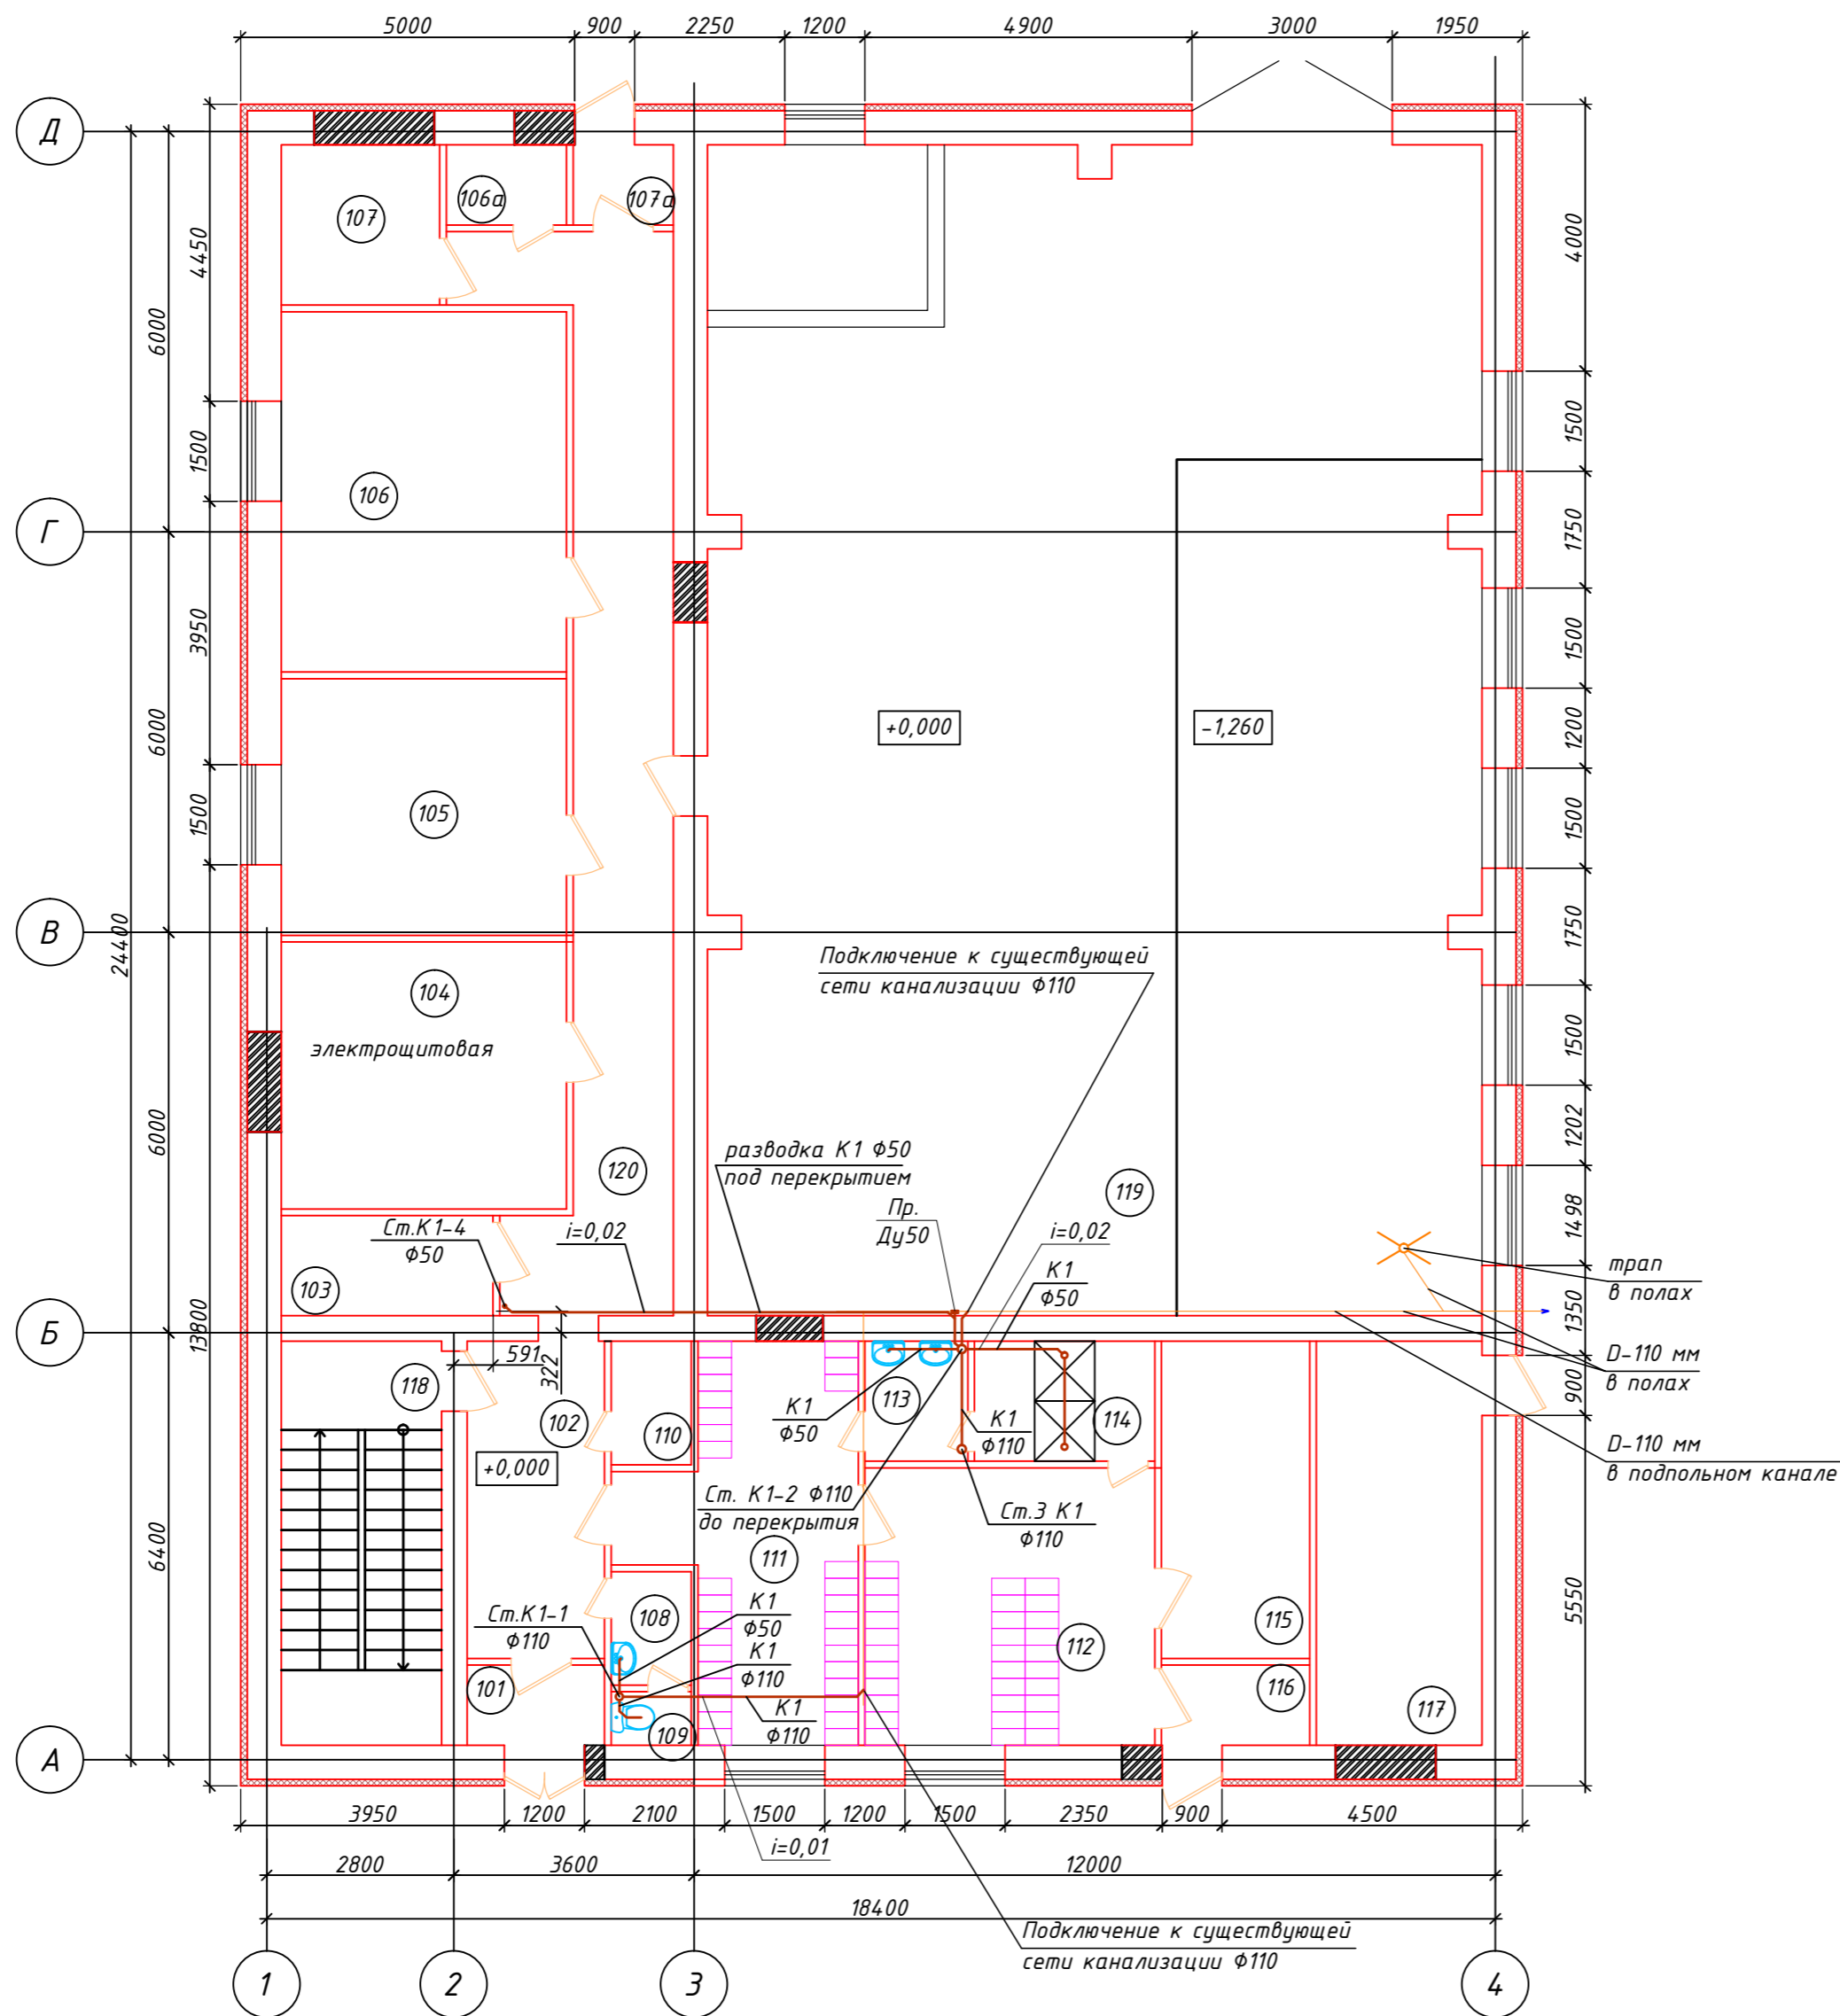 5000 900 2250 1200 4900 3000 1950
Д
107 106а 107а
4450
4000
6000
1500
1500
106
Г
1750
3950
1500
6000
+0,000 -1,260
1200
1500
105
1500
В
1750
24400
Подключение к существующей
сети канализации Ф110
104
электрощитовая
1500
6000
1202
разводка К1 Ф50
под перекрытием
120
119
1498
Ст.К1-4
Ф50
i=0,02
Пр.
Ду50
i=0,02
К1
Ф50
трап
в полах
103
Б
13800
1350
591
322
D-110 мм
в полах
118
900
102
К1
Ф50
113
К1
Ф110
114
110
D-110 мм
в подпольном канале
+0,000
Ст. К1-2 Ф110
до перекрытия
Ст.3 К1
Ф110
6400
111
5550
Ст.К1-1
Ф110
108
К1
Ф50
115
112
К1
Ф110
101
116
К1
Ф110
109
117
А
3950 1200 2100 1500 1200 1500 2350 900 4500
i=0,01
2800 3600 12000
18400
Подключение к существующей
сети канализации Ф110
1 2 3 4